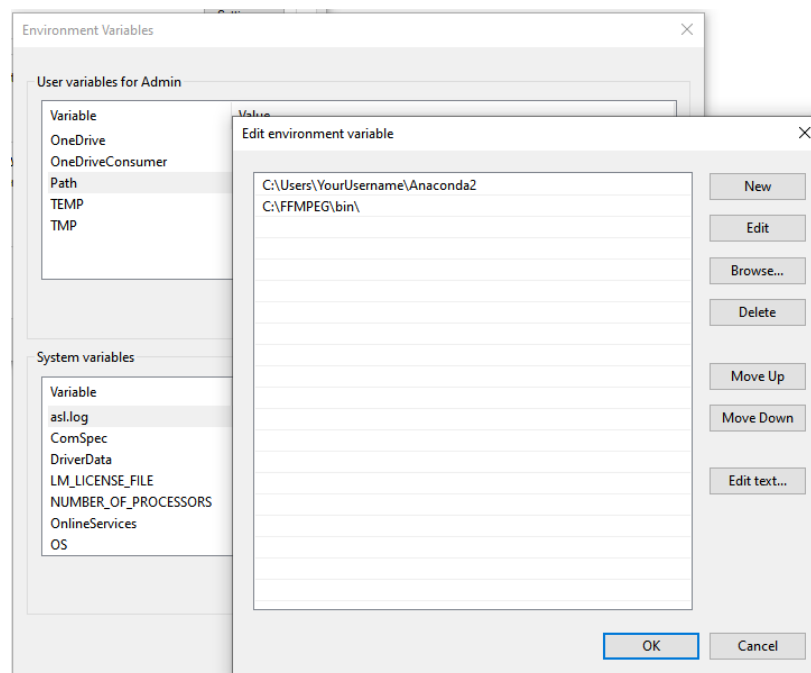 Environment Variables
User variables for Admin
Variable
Value
OneDrive
OneDriveConsumer
Path
TEMP
TMP
System variables
Variable
asl.log
ComSpec
DriverData
LM_LICENSE_FILE
NUMBER_OF_PROCESSORS
OnlineServices
OS
Edit environment variable
C:\Users\YourUsername\Anaconda2
C:\FFMPEG\bin\
New
Edit
Browse...
Delete
Move Up
Move Down
Edit text...
OK
Cancel